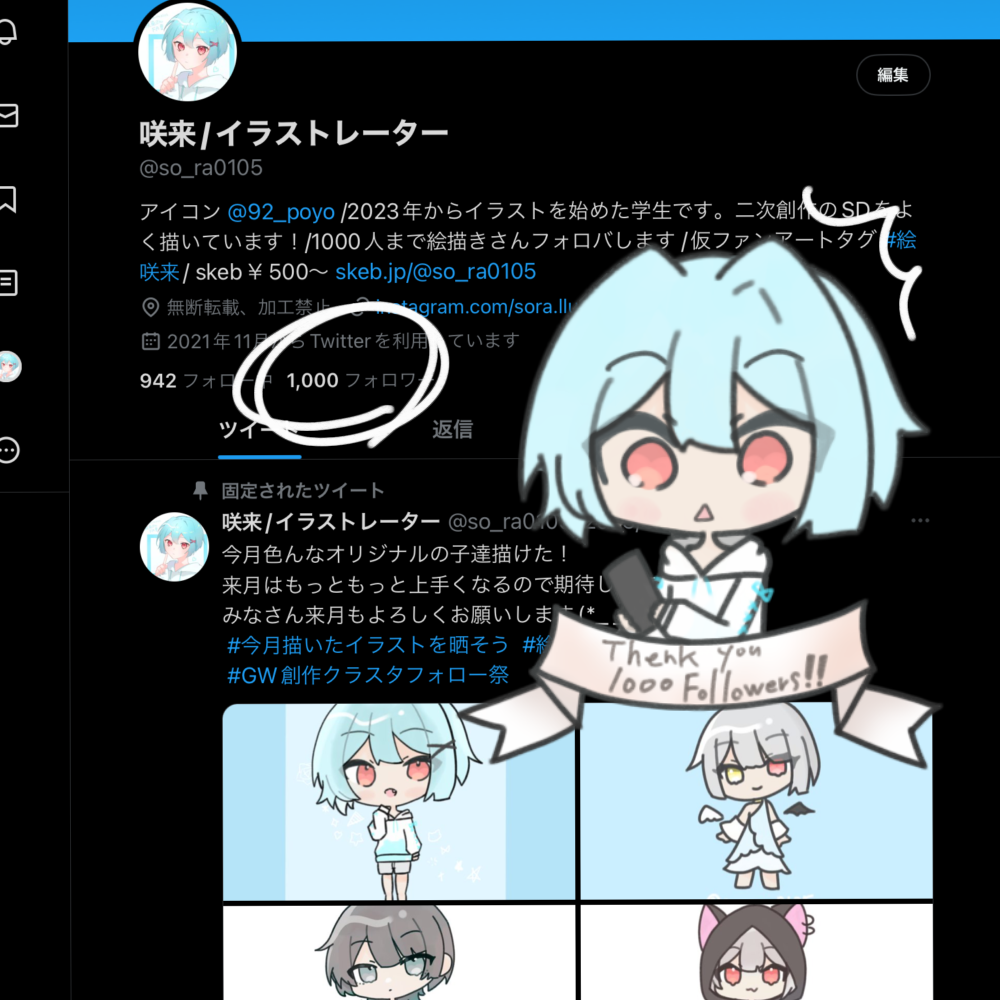 編集
咲来/イラストレーター
@so_ra0105
アイコン @92_poyo /2023年からイラストを始めた学生です。二次創作のSDをよ
く描いています！/1000人まで絵描きさんフォロバします /仮ファンアートタグ #絵
咲来 / skeb ¥ 500〜 skeb.jp/@so_ra0105
無断転載、加工禁止 instagram.com/sora.llu
2021年11月からTwitterを利用しています
942 フォロー中 1,000 フォロワー
ツイート 返信
固定されたツイート
咲来/イラストレーター @so_ra010
今月色んなオリジナルの子達描けた！
来月はもっともっと上手くなるので期待し
みなさん来月もよろしくお願いします(*_
#今月描いたイラストを晒そう #絵
#GW創作クラスタフォロー祭
Thenk you
1000 Followers!!